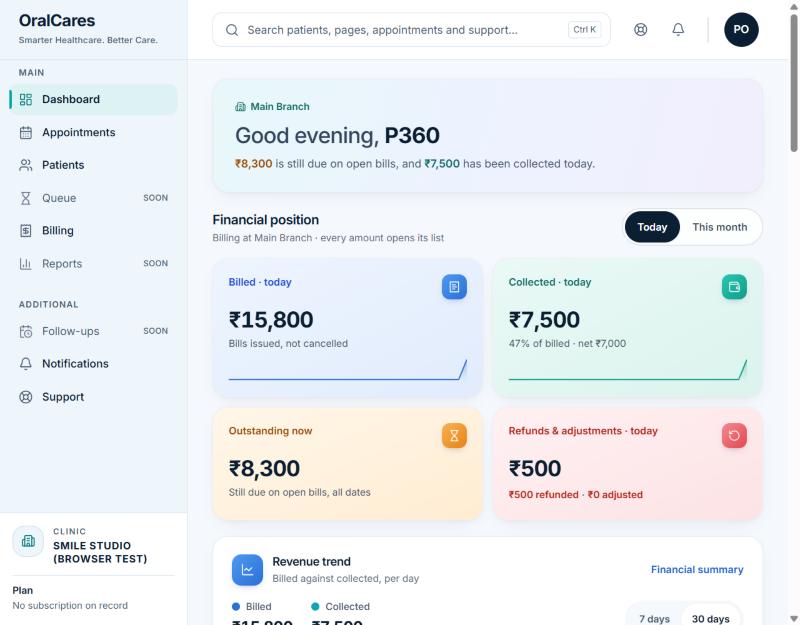 OralCares
Smarter Healthcare. Better Care.
MAIN
Dashboard
Appointments
Patients
Queue SOON
Billing
Reports SOON
ADDITIONAL
Follow-ups SOON
Notifications
Support
CLINIC
SMILE STUDIO
(BROWSER TEST)
Plan
No subscription on record
Search patients, pages, appointments and support... Ctrl K
PO
Main Branch
Good evening, P360
₹8,300 is still due on open bills, and ₹7,500 has been collected today.
Financial position
Billing at Main Branch · every amount opens its list
Today This month
Billed · today
₹15,800
Bills issued, not cancelled
Collected · today
₹7,500
47% of billed · net ₹7,000
Outstanding now
₹8,300
Still due on open bills, all dates
Refunds & adjustments · today
₹500
₹500 refunded · ₹0 adjusted
Revenue trend
Billed against collected, per day
Financial summary
Billed Collected
₹15,800 ₹7,500
7 days 30 days